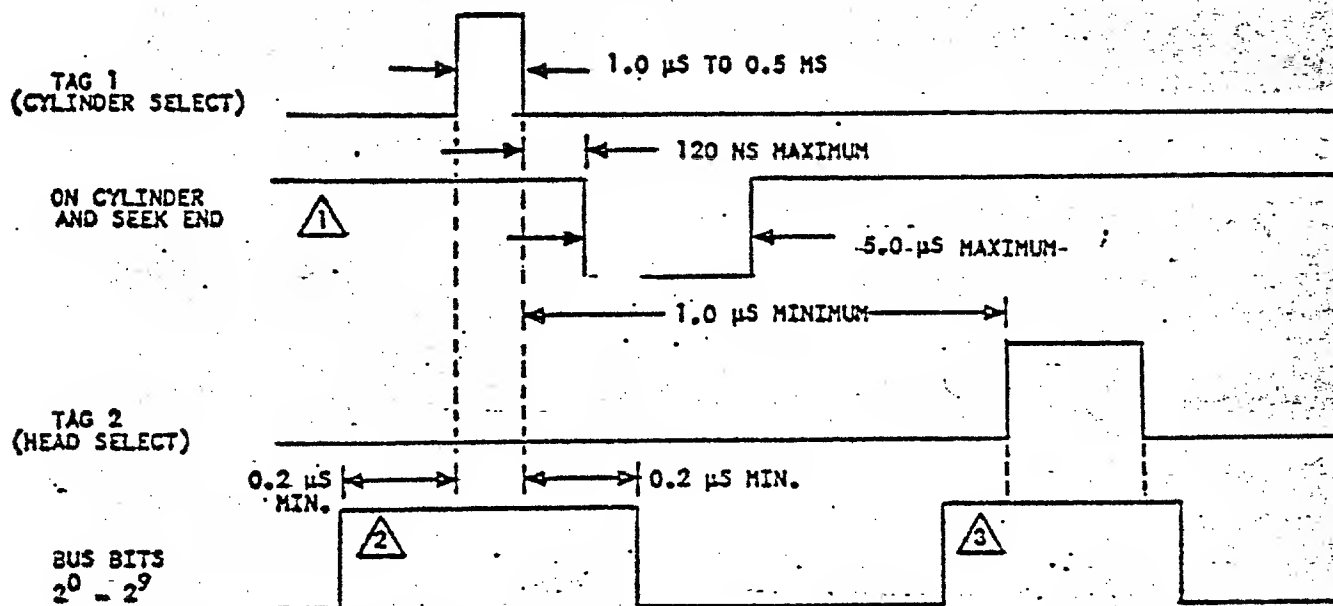 TAG 1
(CYLINDER SELECT)
1.0 µS TO 0.5 MS
120 NS MAXIMUM
ON CYLINDER
AND SEEK END
1
5.0 µS MAXIMUM
1.0 µS MINIMUM
TAG 2
(HEAD SELECT)
0.2 µS
MIN.
0.2 µS MIN.
2
3
BUS BITS
2⁰ - 2⁹